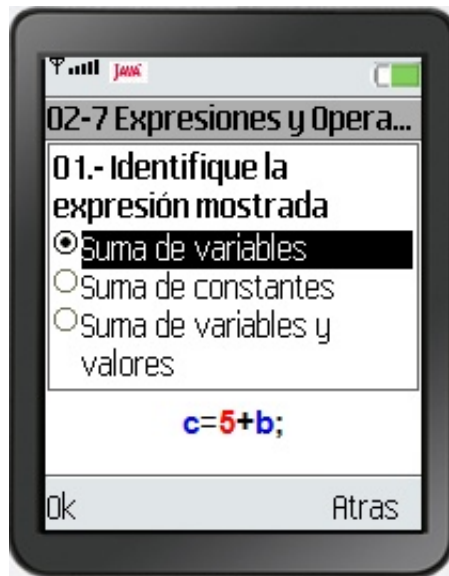 JAVA
02-7 Expresiones y Opera...
01.- Identifique la
expresión mostrada
Suma de variables
Suma de constantes
Suma de variables y
valores
c=5+b;
Ok Atras